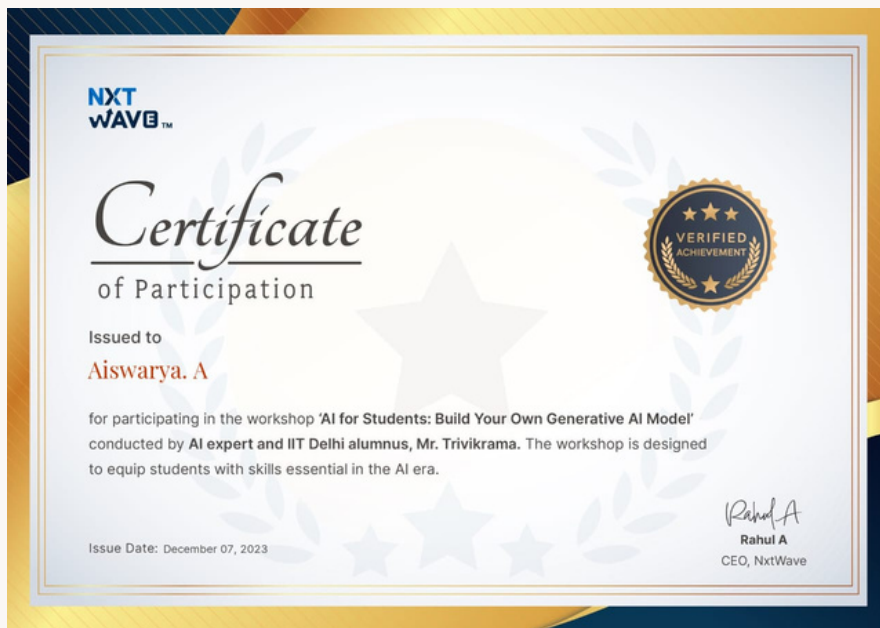 NXT
WAVE™
Certificate
of Participation
VERIFIED
ACHIEVEMENT
Issued to
Aiswarya. A
for participating in the workshop 'AI for Students: Build Your Own Generative AI Model'
conducted by AI expert and IIT Delhi alumnus, Mr. Trivikrama. The workshop is designed
to equip students with skills essential in the AI era.
Rahul A
Rahul A
CEO, NxtWave
Issue Date: December 07, 2023